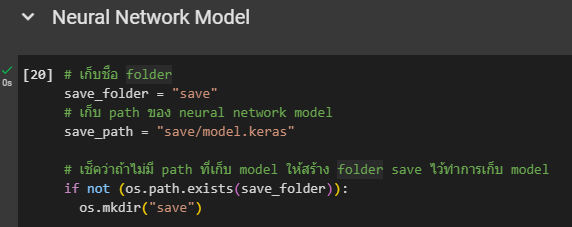 Neural Network Model
[20] # เก็บชื่อ folder
0s
save_folder = "save"
# เก็บ path ของ neural network model
save_path = "save/model.keras"
# เช็คว่าถ้าไม่มี path ที่เก็บ model ให้สร้าง folder save ไว้ทำการเก็บ model
if not (os.path.exists(save_folder)):
os.mkdir("save")